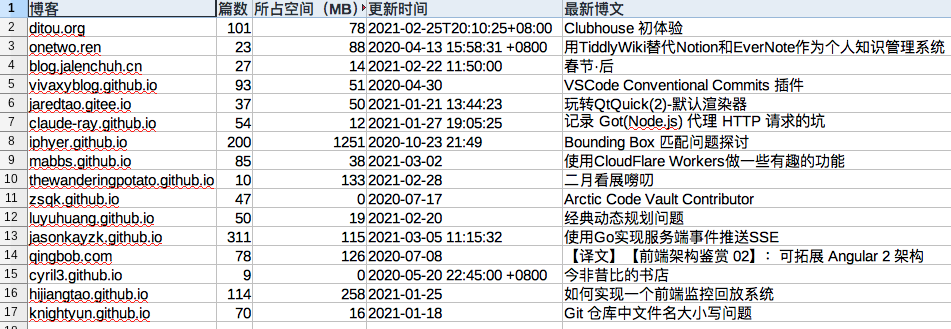 1 博客 篇数 所占空间（MB） 更新时间 最新博文
2 ditou.org 101 78 2021-02-25T20:10:25+08:00 Clubhouse 初体验
3 onetwo.ren 23 88 2020-04-13 15:58:31 +0800 用TiddlyWiki替代Notion和EverNote作为个人知识管理系统
4 blog.jalenchuh.cn 27 14 2021-02-22 11:50:00 春节·后
5 vivaxyblog.github.io 93 51 2020-04-30 VSCode Conventional Commits 插件
6 jaredtao.gitee.io 37 50 2021-01-21 13:44:23 玩转QtQuick(2)-默认渲染器
7 claude-ray.github.io 54 12 2021-01-27 19:05:25 记录 Got(Node.js) 代理 HTTP 请求的坑
8 iphyer.github.io 200 1251 2020-10-23 21:49 Bounding Box 匹配问题探讨
9 mabbs.github.io 85 38 2021-03-02 使用CloudFlare Workers做一些有趣的功能
10 thewanderingpotato.github.io 10 133 2021-02-28 二月看展嘮叨
11 zsqk.github.io 47 0 2020-07-17 Arctic Code Vault Contributor
12 luyuhuang.github.io 50 19 2021-02-20 经典动态规划问题
13 jasonkayzk.github.io 311 115 2021-03-05 11:15:32 使用Go实现服务端事件推送SSE
14 qingbob.com 78 126 2020-07-08 【译文】【前端架构鉴赏 02】：可拓展 Angular 2 架构
15 cyril3.github.io 9 0 2020-05-20 22:45:00 +0800 今非昔比的书店
16 hijiangtao.github.io 114 258 2021-01-25 如何实现一个前端监控回放系统
17 knightyun.github.io 70 16 2021-01-18 Git 仓库中文件名大小写问题